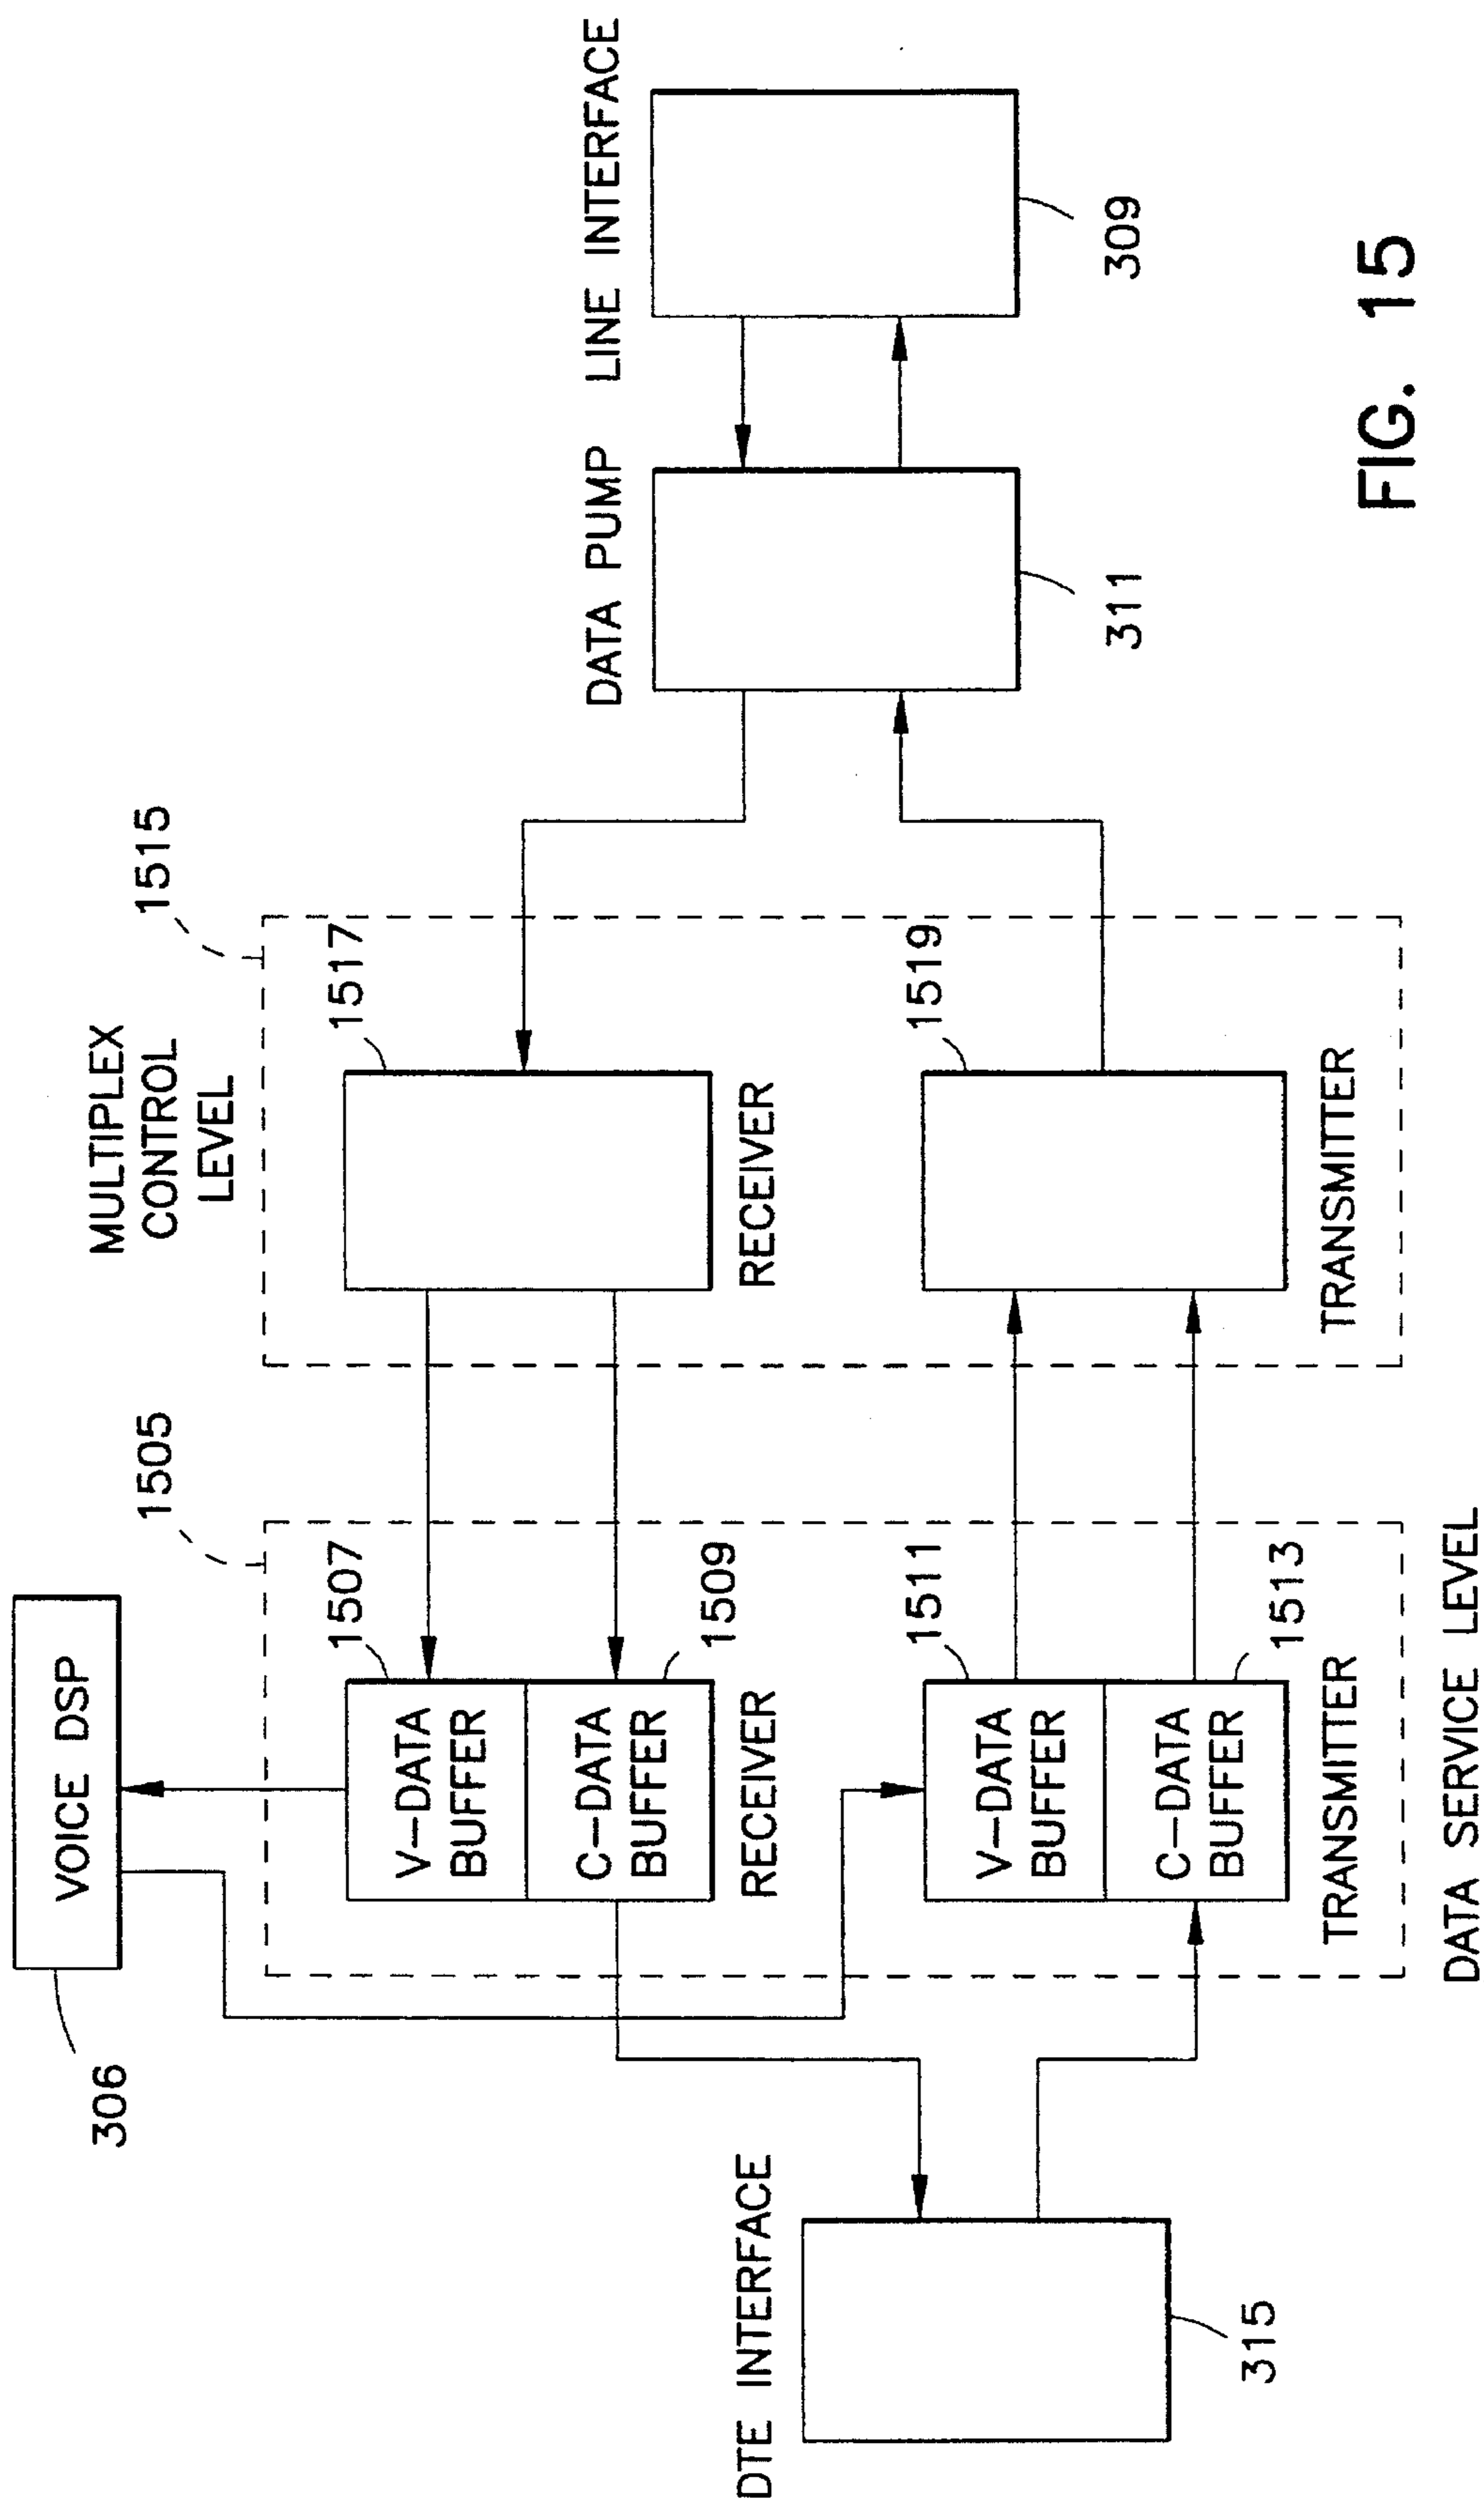 306
VOICE DSP
1505
1515
MULTIPLEX
CONTROL
LEVEL
1507
V-DATA
BUFFER
C-DATA
BUFFER
1509
RECEIVER
1517
RECEIVER
DTE INTERFACE
315
DATA PUMP
311
LINE INTERFACE
309
1511
V-DATA
BUFFER
C-DATA
BUFFER
1513
TRANSMITTER
1519
TRANSMITTER
DATA SERVICE LEVEL
FIG. 15